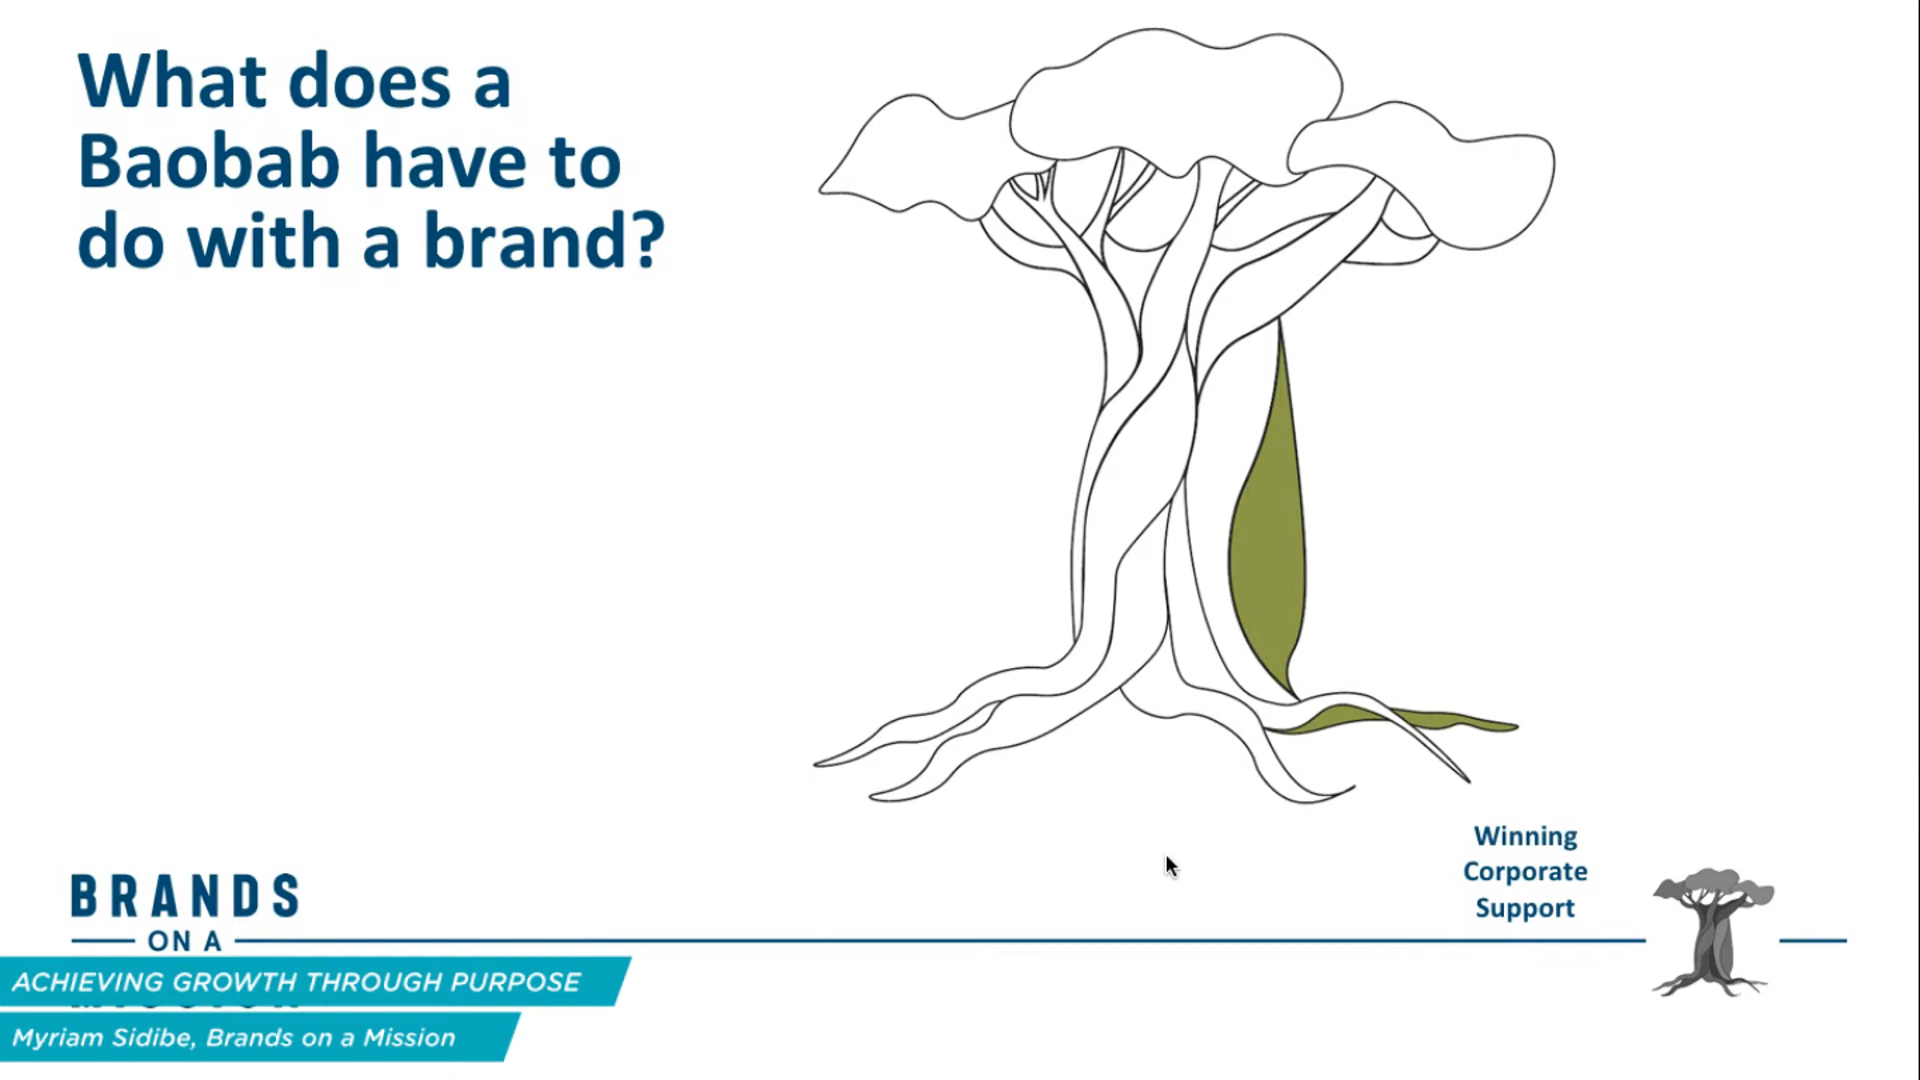 What does a
Baobab have to
do with a brand?
Winning
Corporate
Support
BRANDS
ON A
ACHIEVING GROWTH THROUGH PURPOSE
Myriam Sidibe, Brands on a Mission